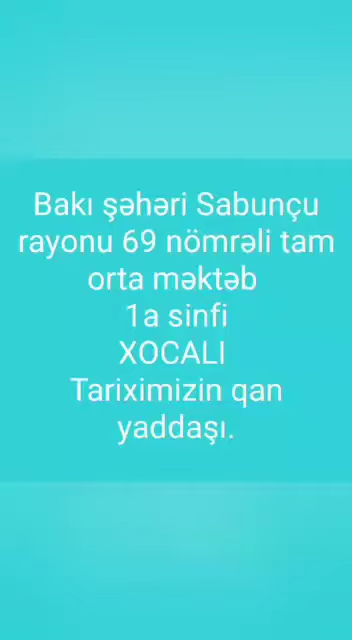 Bakı şəhəri Sabunçu
rayonu 69 nömrəli tam
orta məktəb
1a sinfi
XOCALI
Tariximizin qan
yaddaşı.